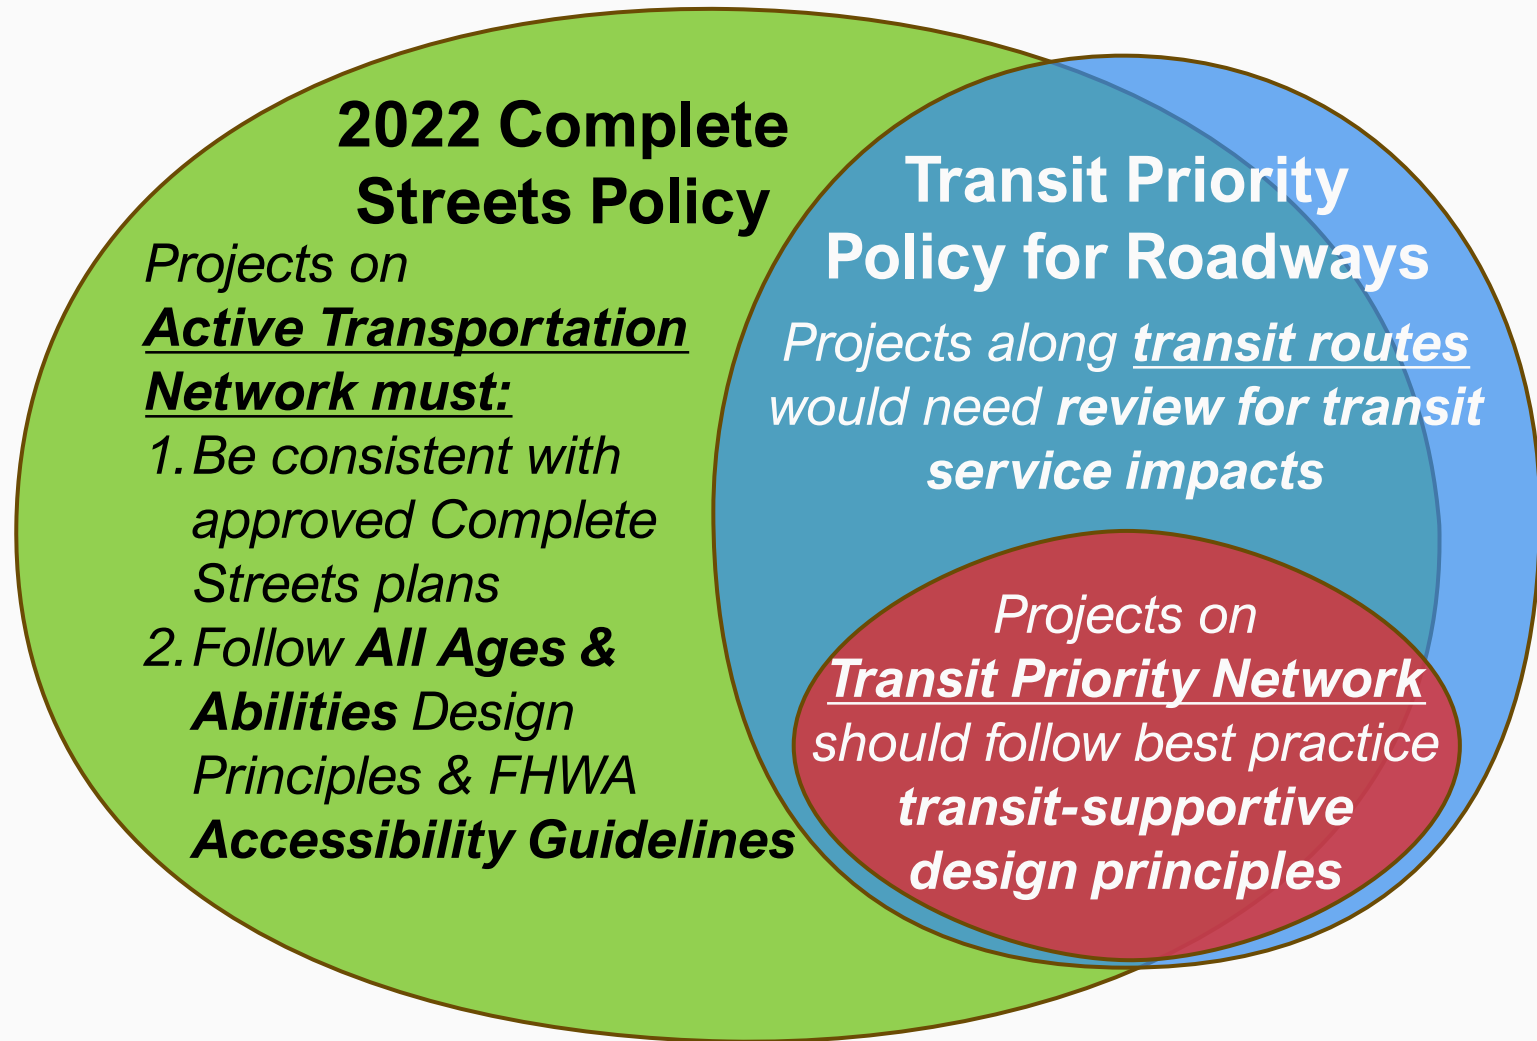 2022 Complete
Streets Policy
Projects on
Active Transportation
Network must:
1. Be consistent with
approved Complete
Streets plans
2. Follow All Ages &
Abilities Design
Principles & FHWA
Accessibility Guidelines
Transit Priority
Policy for Roadways
Projects along transit routes
would need review for transit
service impacts
Projects on
Transit Priority Network
should follow best practice
transit-supportive
design principles